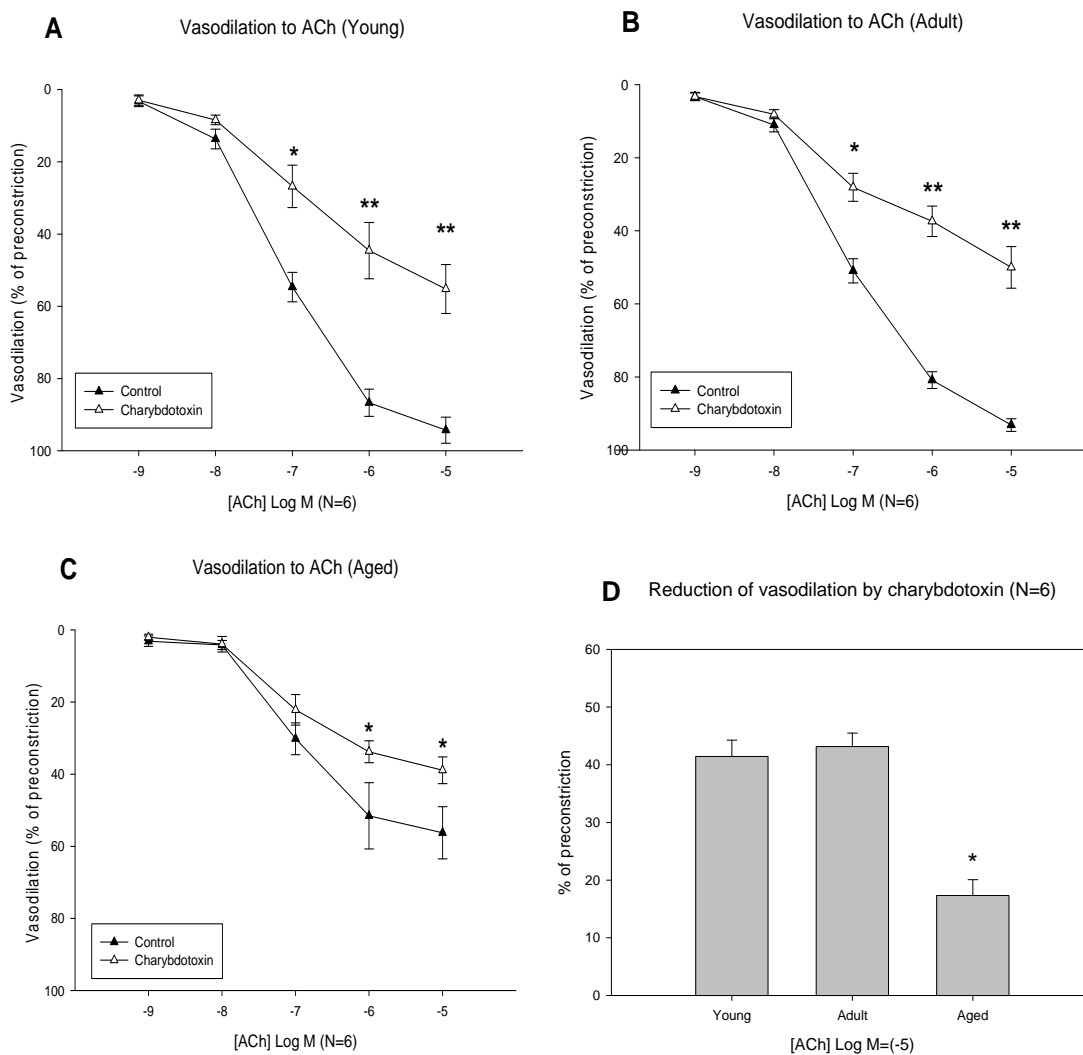 A
Vasodilation to ACh (Young)
Vasodilation (% of preconstriction)
0
20
40
60
80
100
*
**
**
Control
Charybdotoxin
-9 -8 -7 -6 -5
[ACh] Log M (N=6)
B
Vasodilation to ACh (Adult)
Vasodilation (% of preconstriction)
0
20
40
60
80
100
*
**
**
Control
Charybdotoxin
-9 -8 -7 -6 -5
[ACh] Log M (N=6)
C
Vasodilation to ACh (Aged)
Vasodilation (% of preconstriction)
0
20
40
60
80
100
*
*
Control
Charybdotoxin
-9 -8 -7 -6 -5
[ACh] Log M (N=6)
D
Reduction of vasodilation by charybdotoxin (N=6)
% of preconstriction
60
50
40
30
20
10
0
*
Young Adult Aged
[ACh] Log M=(-5)